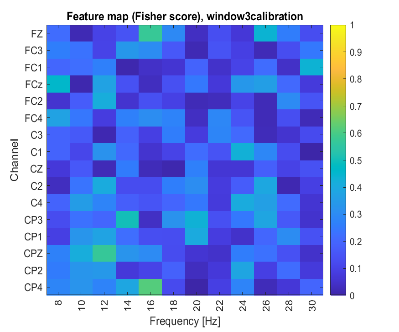 Feature map (Fisher score), window3calibration
FZ
FC3
FC1
FCz
FC2
FC4
C3
C1
CZ
C2
C4
CP3
CP1
CPZ
CP2
CP4
Channel
8 10 12 14 16 18 20 22 24 26 28 30
Frequency [Hz]
1
0.9
0.8
0.7
0.6
0.5
0.4
0.3
0.2
0.1
0